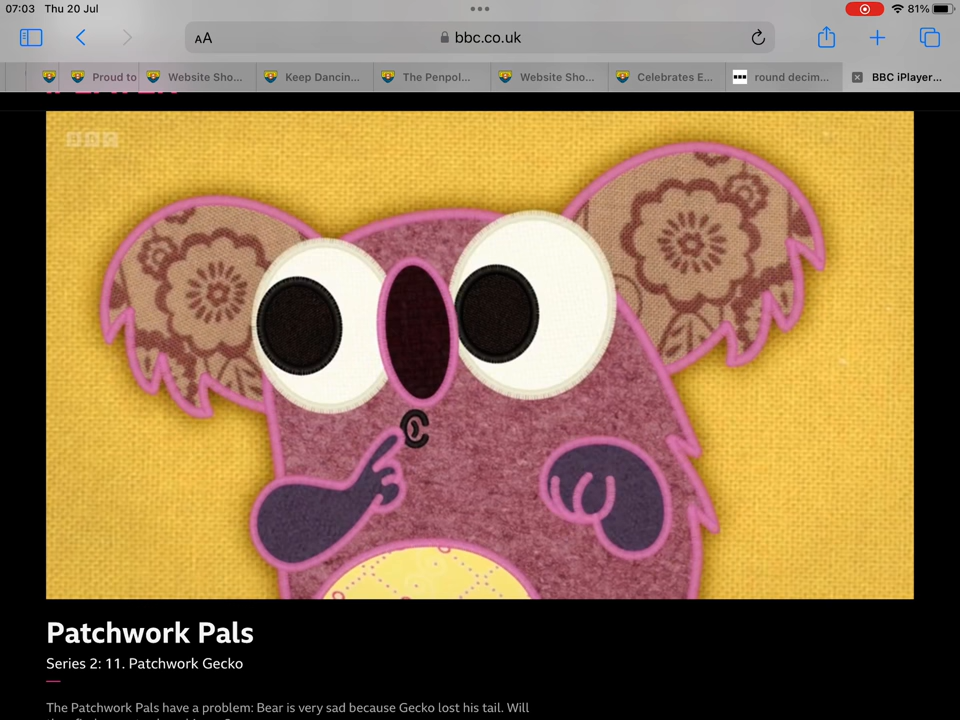 07:03 Thu 20 Jul 81%
AA bbc.co.uk
Proud to Website Sho... Keep Dancin... The Penpol... Website Sho... Celebrates E... round decim... BBC iPlayer...
BBC
Patchwork Pals
Series 2: 11. Patchwork Gecko
The Patchwork Pals have a problem: Bear is very sad because Gecko lost his tail. Will